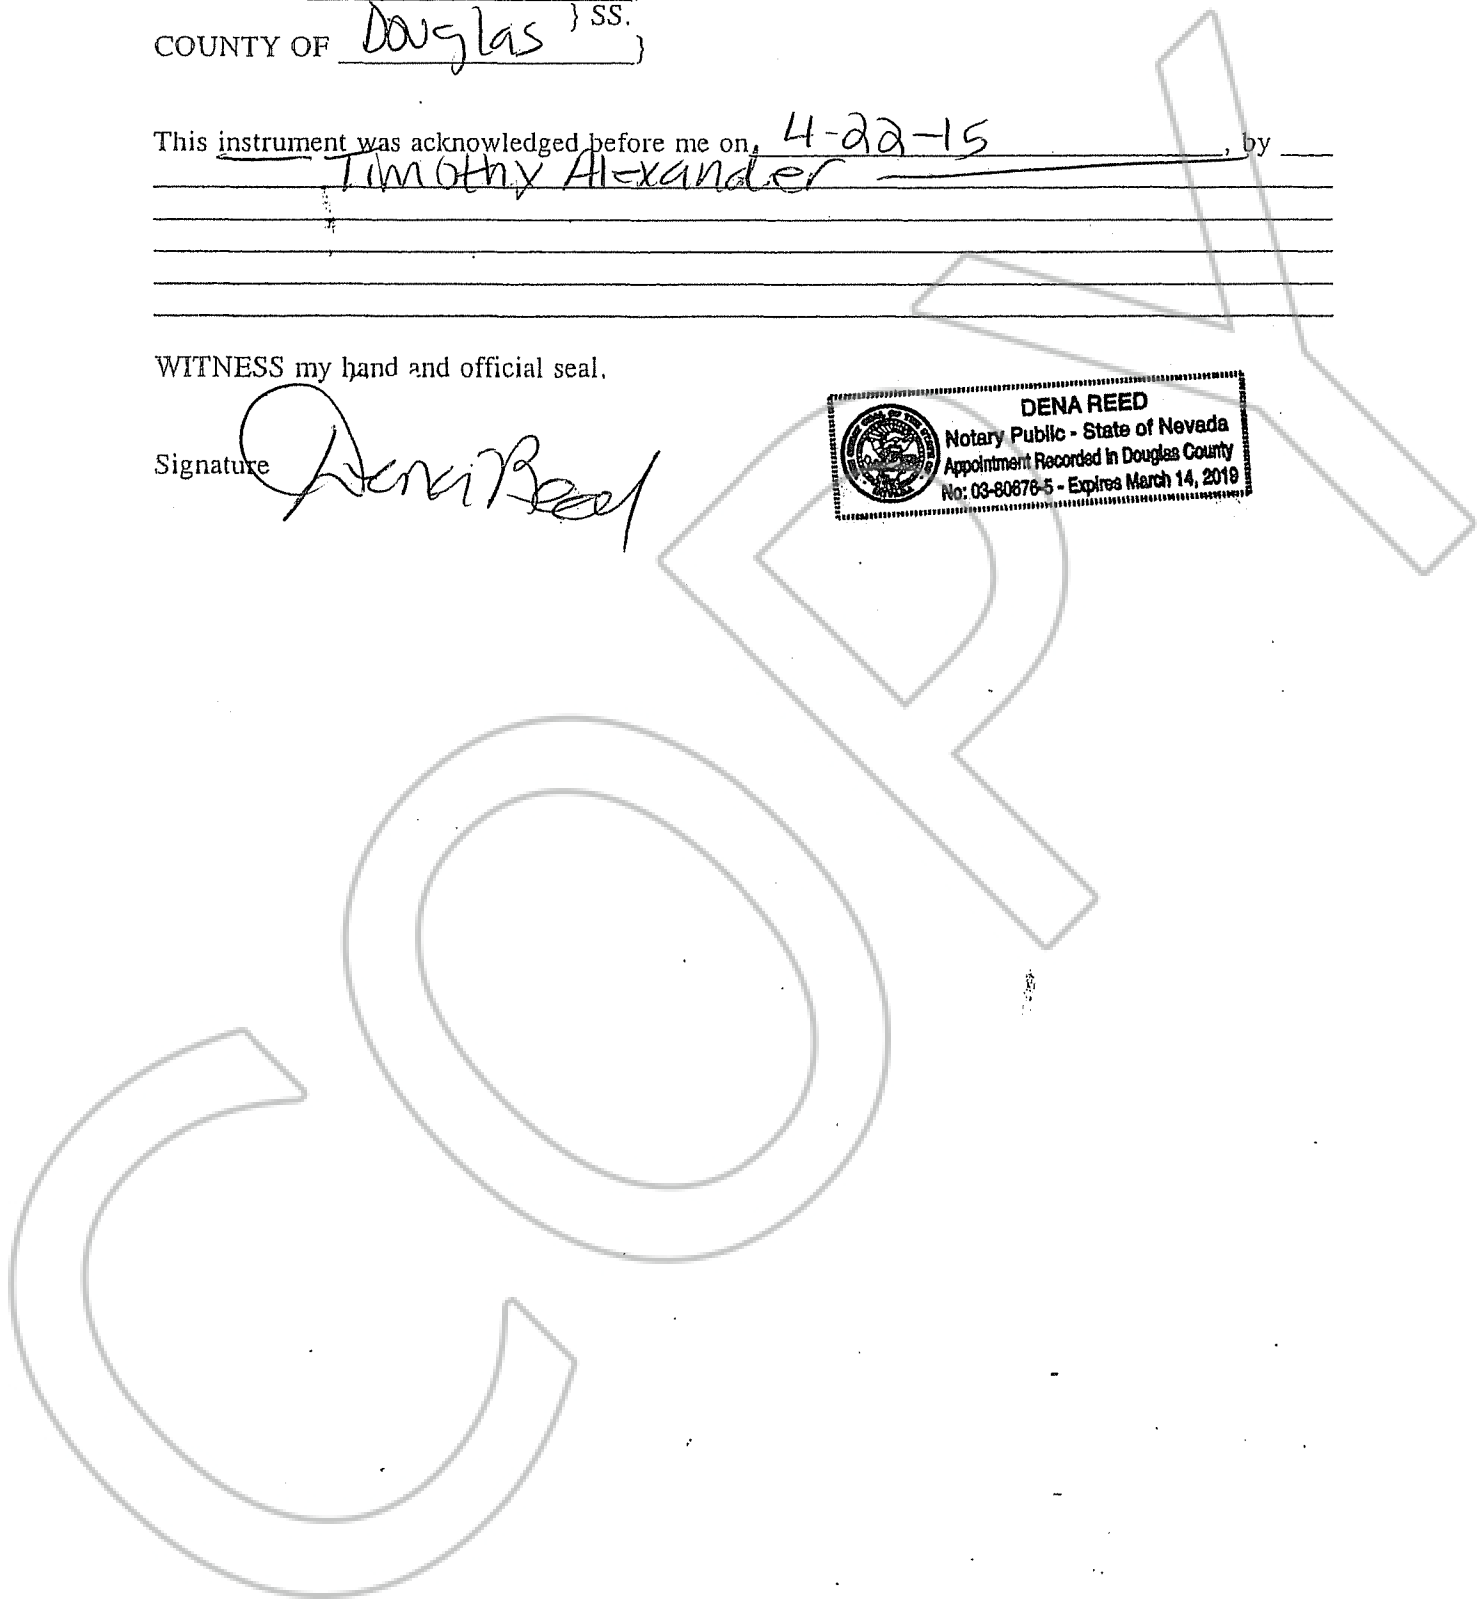 } SS.
COUNTY OF Douglas }
This instrument was acknowledged before me on 4-22-15, by
Timothy Alexander
WITNESS my hand and official seal.
Signature Dena Reed
DENA REED
Notary Public - State of Nevada
Appointment Recorded in Douglas County
No: 03-80676-5 - Expires March 14, 2019
COPY